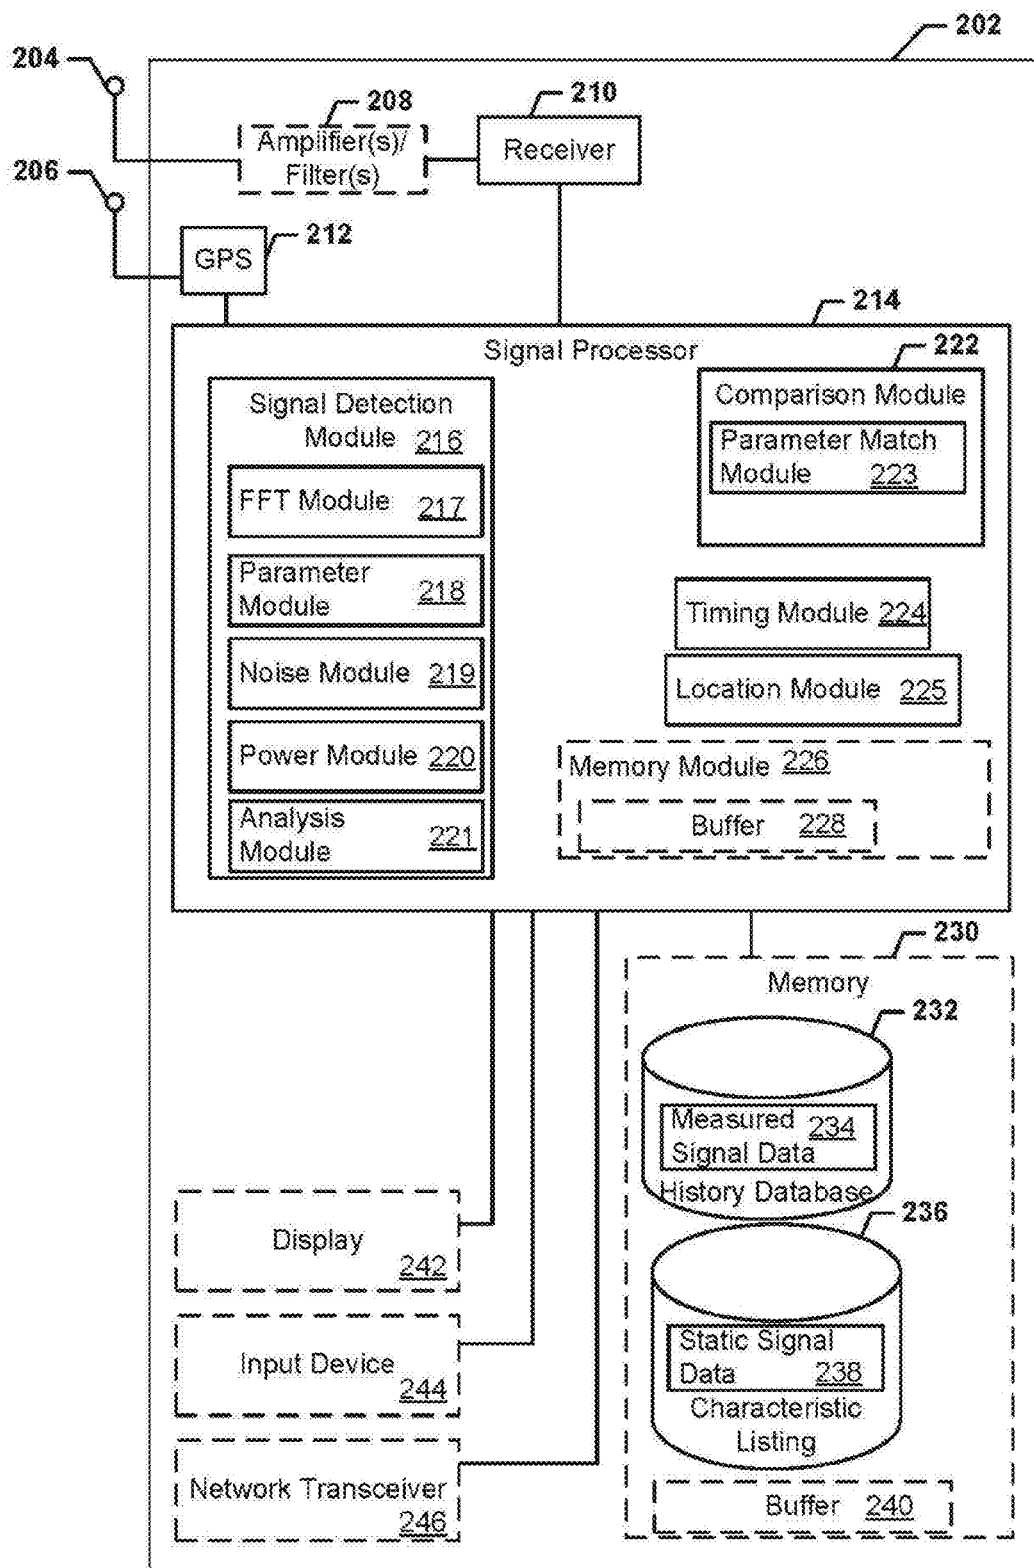 202
204
208
210
Amplifier(s)/
Filter(s)
Receiver
206
212
GPS
214
Signal Processor
222
Signal Detection
Module 216
FFT Module 217
Parameter
Module 218
Noise Module 219
Power Module 220
Analysis
Module 221
Comparison Module
Parameter Match
Module 223
Timing Module 224
Location Module 225
Memory Module 226
Buffer 228
230
Memory
232
Measured 234
Signal Data
History Database
236
Static Signal
Data 238
Characteristic
Listing
Buffer 240
Display
242
Input Device
244
Network Transceiver
246